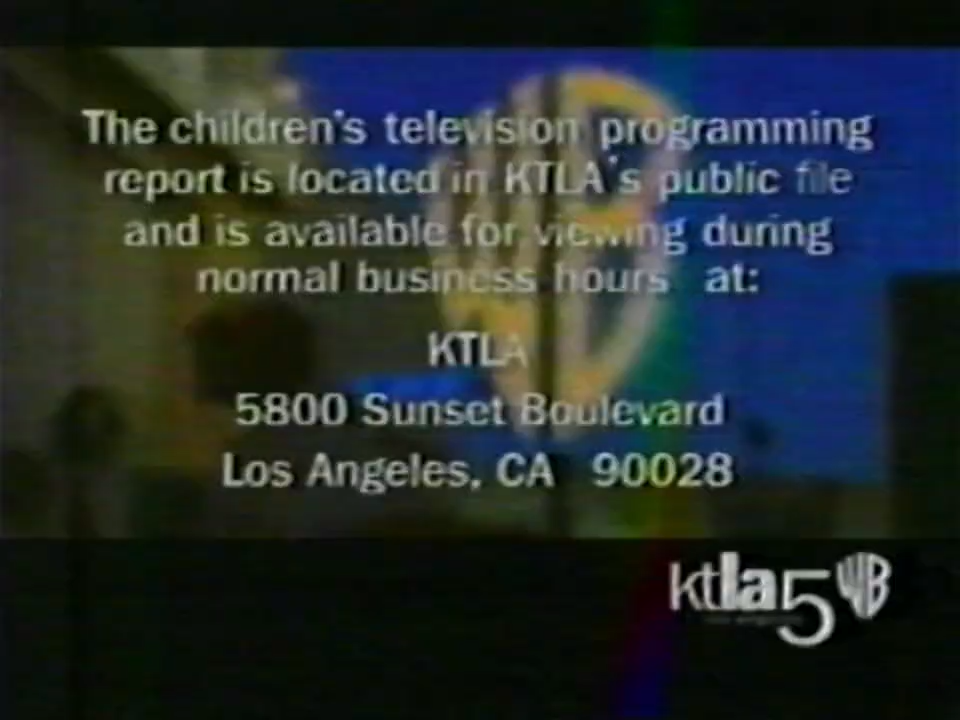 The children's television programming
report is located in KTLA's public file
and is available for viewing during
normal business hours at:
KTLA
5800 Sunset Boulevard
Los Angeles, CA 90028
ktla5 WB